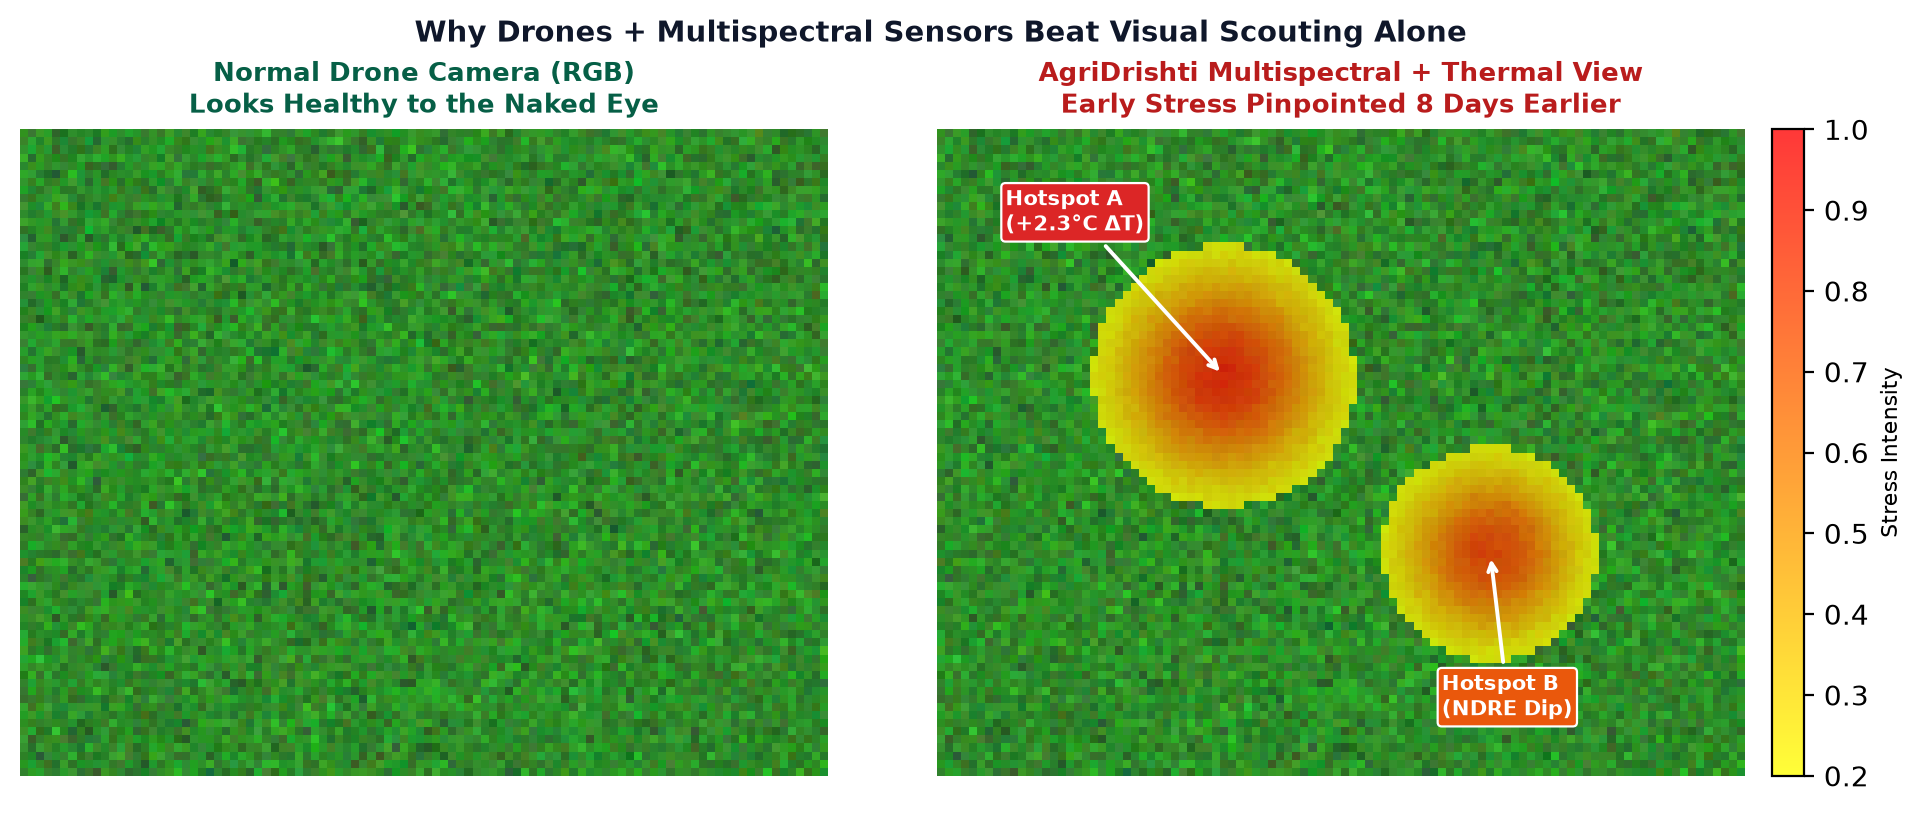 Why Drones + Multispectral Sensors Beat Visual Scouting Alone
Normal Drone Camera (RGB)
Looks Healthy to the Naked Eye
AgriDrishti Multispectral + Thermal View
Early Stress Pinpointed 8 Days Earlier
Hotspot A
(+2.3°C ΔT)
Hotspot B
(NDRE Dip)
1.0
0.9
0.8
0.7
0.6
0.5
0.4
0.3
0.2
Stress Intensity